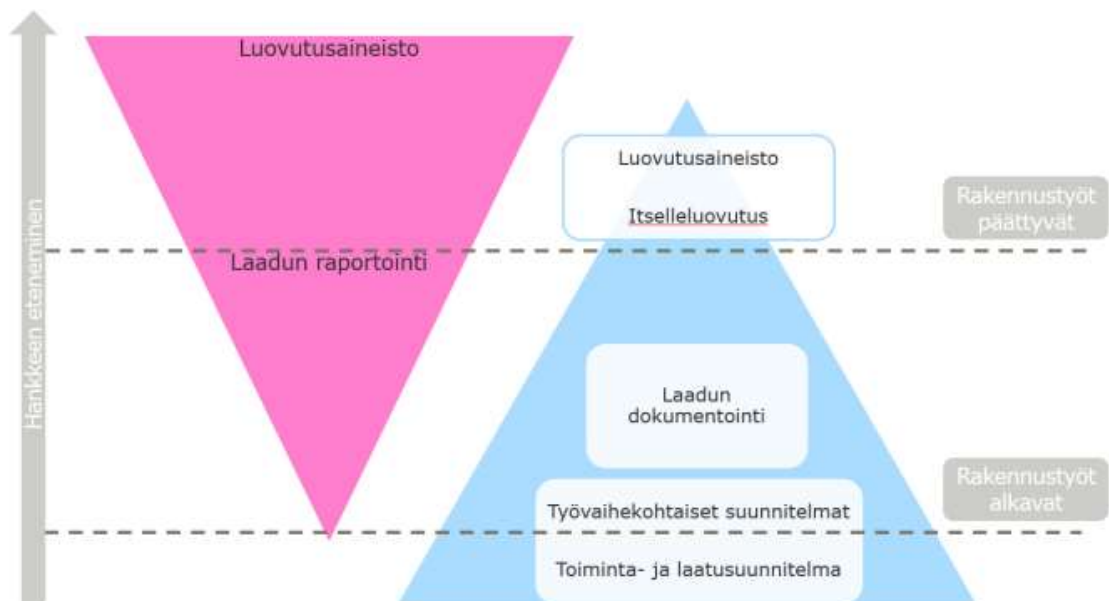 Luovutusaineisto
Luovutusaineisto
Itselleluovutus
Rakennustyöt
päättyvät
Laadun raportointi
Hankkeen eteneminen
Laadun
dokumentointi
Rakennustyöt
alkavat
Työvaihekohtaiset suunnitelmat
Toiminta- ja laatusuunnitelma